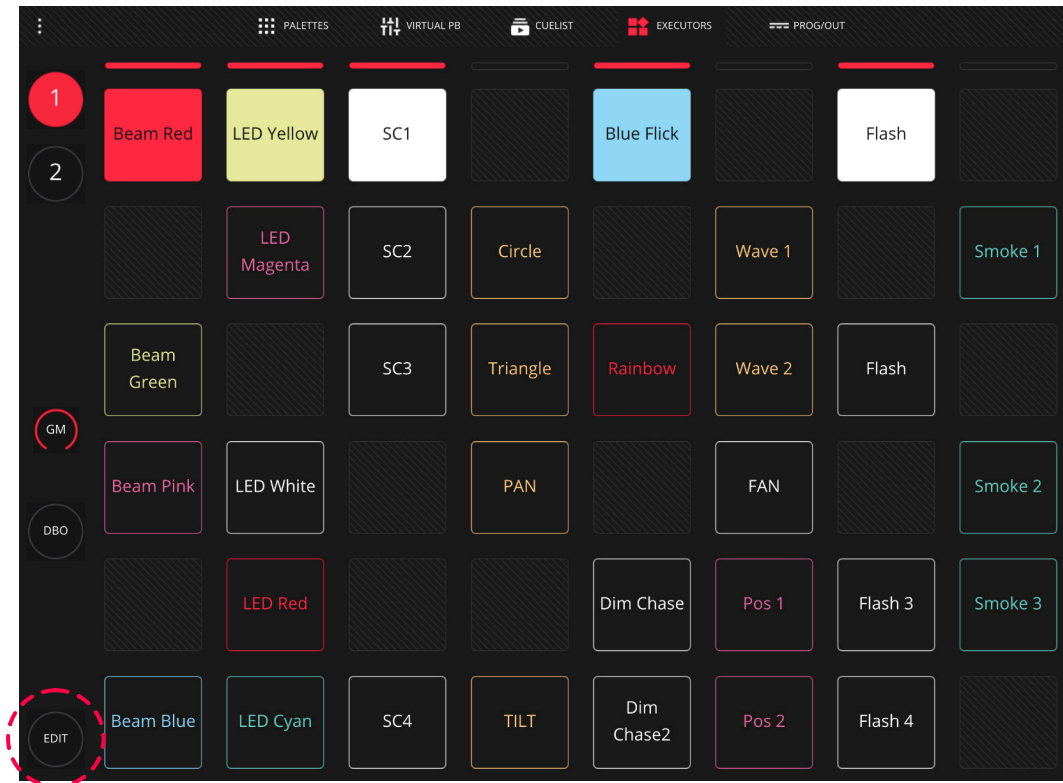 PALETTES
VIRTUAL PB
CUELIST
EXECUTORS
PROG/OUT
1
Beam Red
LED Yellow
SC1
Blue Flick
Flash
2
LED
Magenta
SC2
Circle
Wave 1
Smoke 1
Beam
Green
SC3
Triangle
Rainbow
Wave 2
Flash
GM
Beam Pink
LED White
PAN
FAN
Smoke 2
DBO
LED Red
Dim Chase
Pos 1
Flash 3
Smoke 3
EDIT
Beam Blue
LED Cyan
SC4
TILT
Dim
Chase2
Pos 2
Flash 4